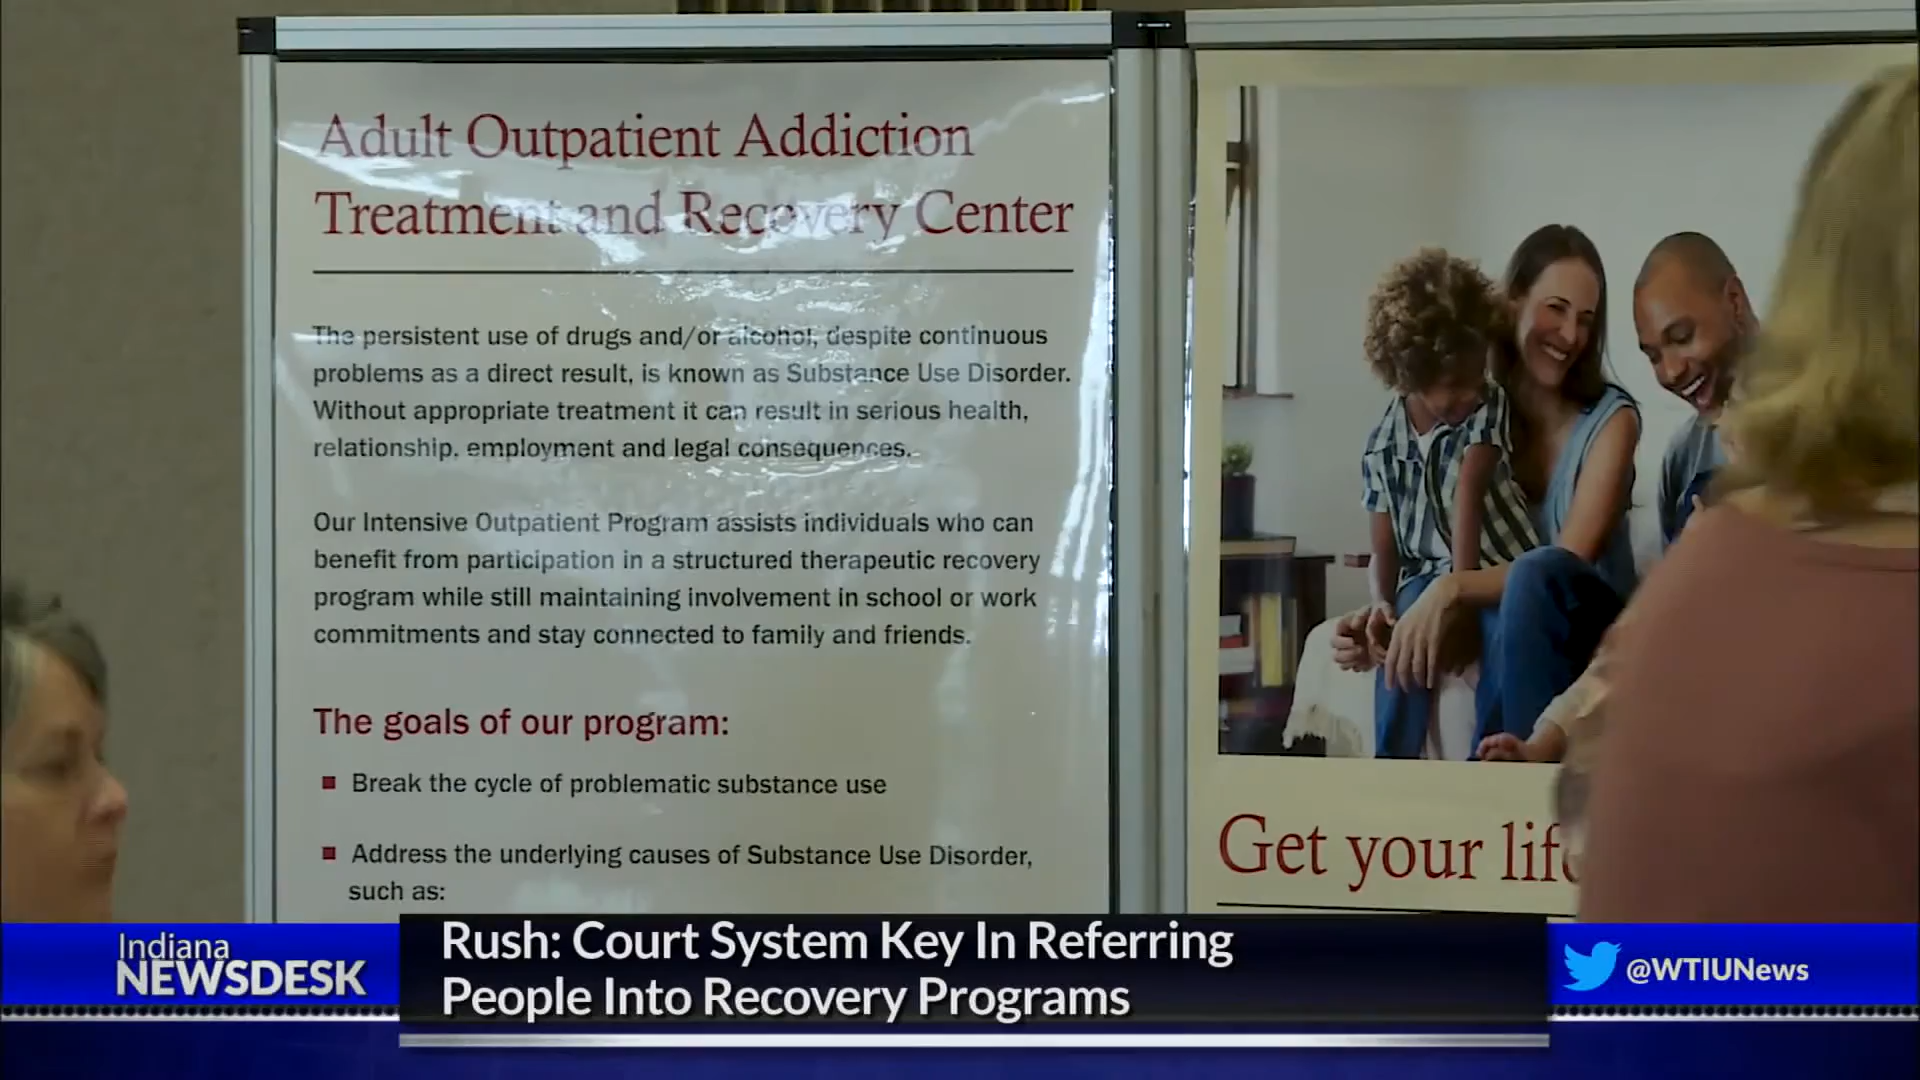 Adult Outpatient Addiction
Treatment and Recovery Center
The persistent use of drugs and/or alcohol, despite continuous
problems as a direct result, is known as Substance Use Disorder.
Without appropriate treatment it can result in serious health,
relationship, employment and legal consequences.
Our Intensive Outpatient Program assists individuals who can
benefit from participation in a structured therapeutic recovery
program while still maintaining involvement in school or work
commitments and stay connected to family and friends.
The goals of our program:
Break the cycle of problematic substance use
Address the underlying causes of Substance Use Disorder,
such as:
Get your
Indiana
NEWSDESK
Rush: Court System Key In Referring
People Into Recovery Programs
@WTIUNews